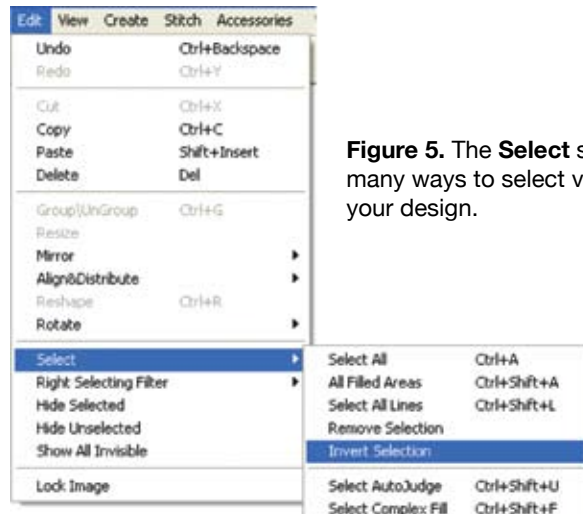 Edit View Create Stitch Accessories
Undo Ctrl+Backspace
Redo Ctrl+Y
Cut Ctrl+X
Copy Ctrl+C
Paste Shift+Insert
Delete Del
Group\UnGroup Ctrl+G
Resize
Mirror
Align&Distribute
Reshape Ctrl+R
Rotate
Select
Right Selecting Filter
Hide Selected
Hide Unselected
Show All Invisible
Lock Image
Select All Ctrl+A
All Filled Areas Ctrl+Shift+A
Select All Lines Ctrl+Shift+L
Remove Selection
Invert Selection
Select AutoJudge Ctrl+Shift+U
Select Complex Fill Ctrl+Shift+F
Figure 5. The Select s
many ways to select v
your design.